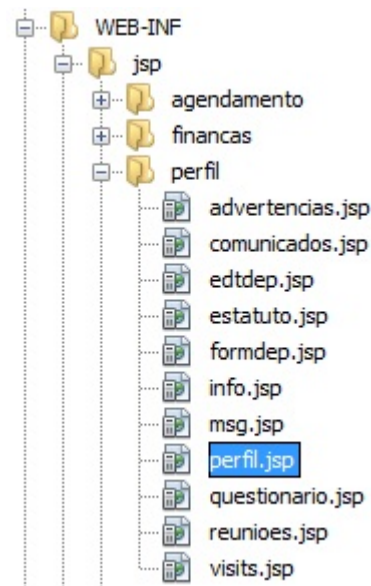 WEB-INF
jsp
agendamento
financas
perfil
advertencias.jsp
comunicados.jsp
edtdep.jsp
estatuto.jsp
formdep.jsp
info.jsp
msg.jsp
perfil.jsp
questionario.jsp
reunioes.jsp
visits.jsp